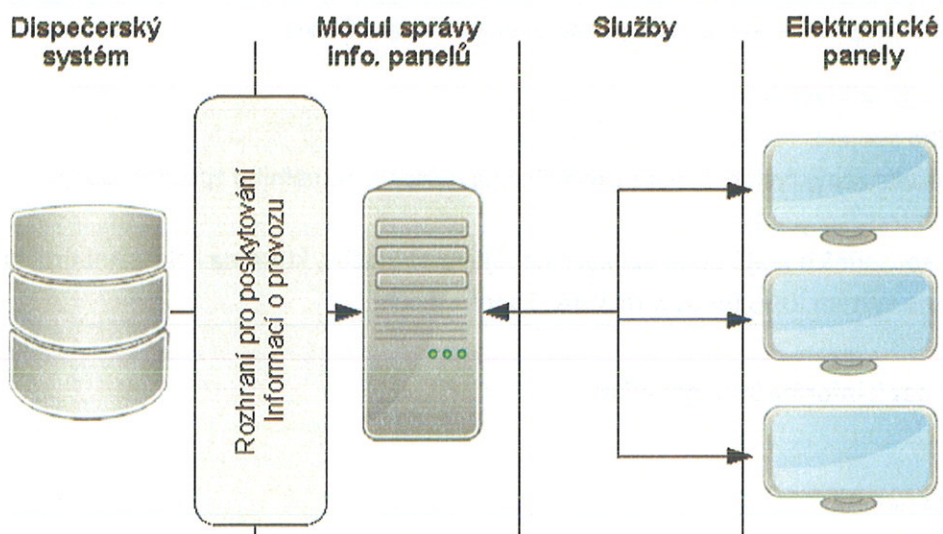 Dispečerský
systém
Modul správy
info. panelů
Služby
Elektronické
panely
Rozhraní pro poskytování
Informací o provozu